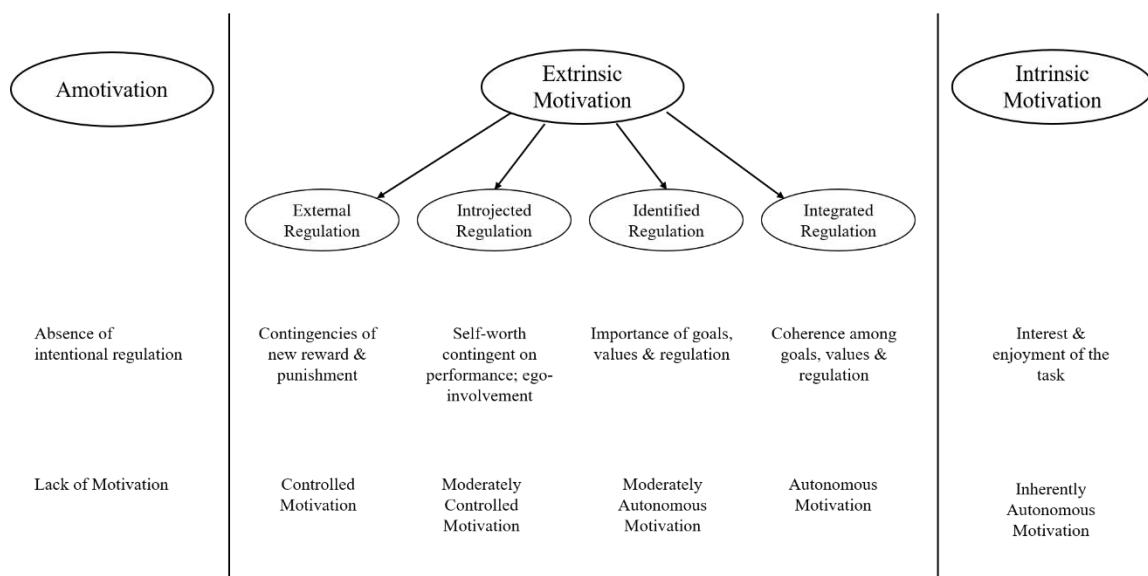 Amotivation
Extrinsic
Motivation
Intrinsic
Motivation
External
Regulation
Introjected
Regulation
Identified
Regulation
Integrated
Regulation
Absence of
intentional regulation
Contingencies of
new reward &
punishment
Self-worth
contingent on
performance; ego-
involvement
Importance of goals,
values & regulation
Coherence among
goals, values &
regulation
Interest &
enjoyment of the
task
Lack of Motivation
Controlled
Motivation
Moderately
Controlled
Motivation
Moderately
Autonomous
Motivation
Autonomous
Motivation
Inherently
Autonomous
Motivation